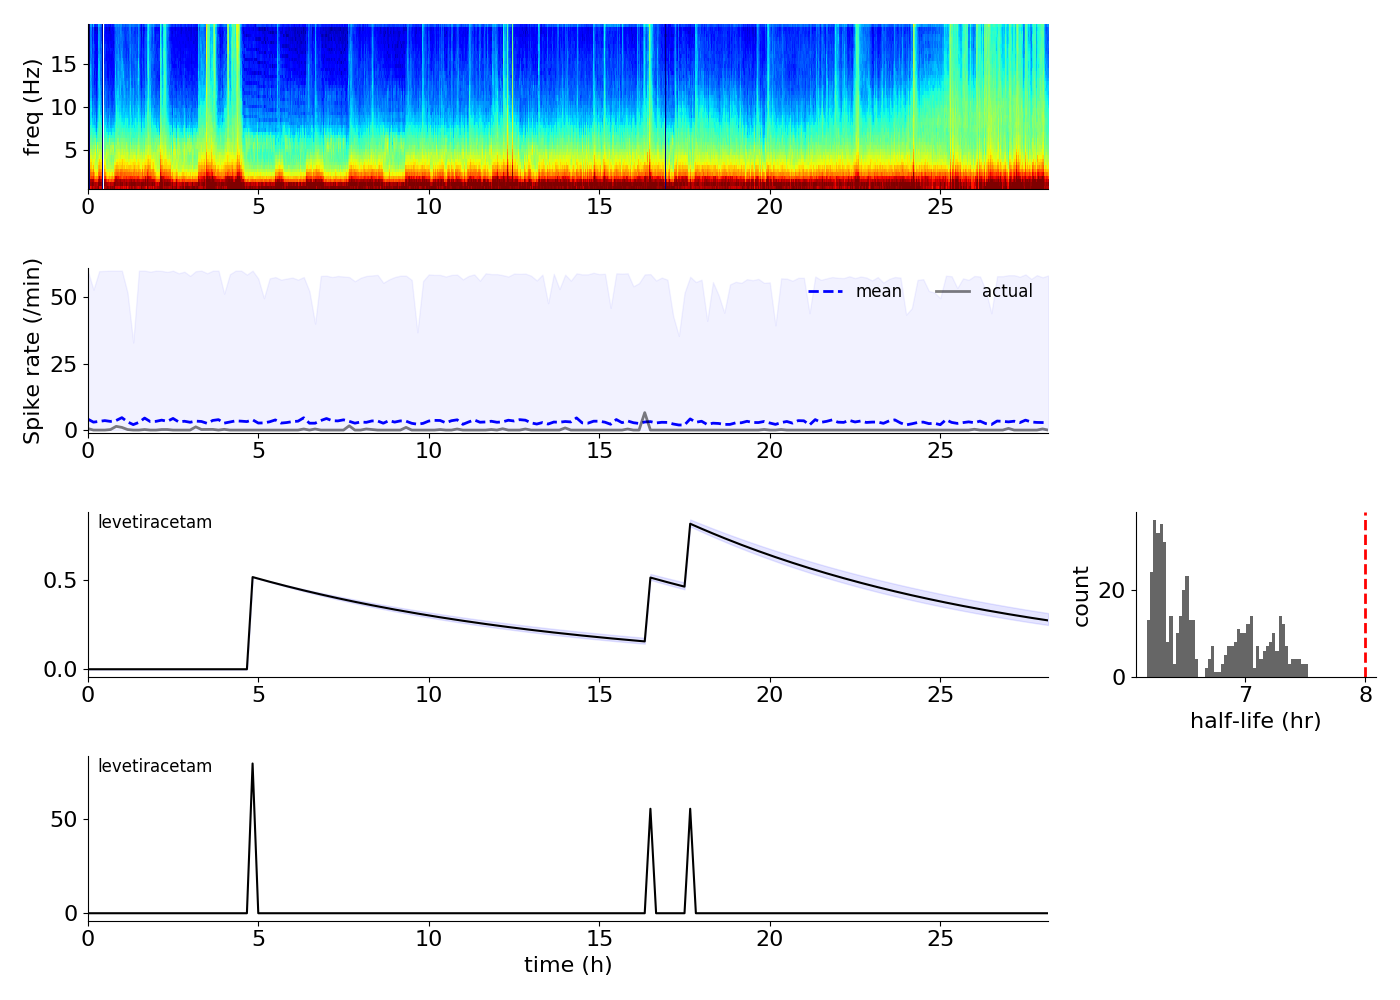 freq (Hz)
15
10
5
0 5 10 15 20 25
Spike rate (/min)
50
25
0
mean actual
0 5 10 15 20 25
levetiracetam
0.5
0.0
0 5 10 15 20 25
count
20
0
7 8
half-life (hr)
levetiracetam
50
0
0 5 10 15 20 25
time (h)